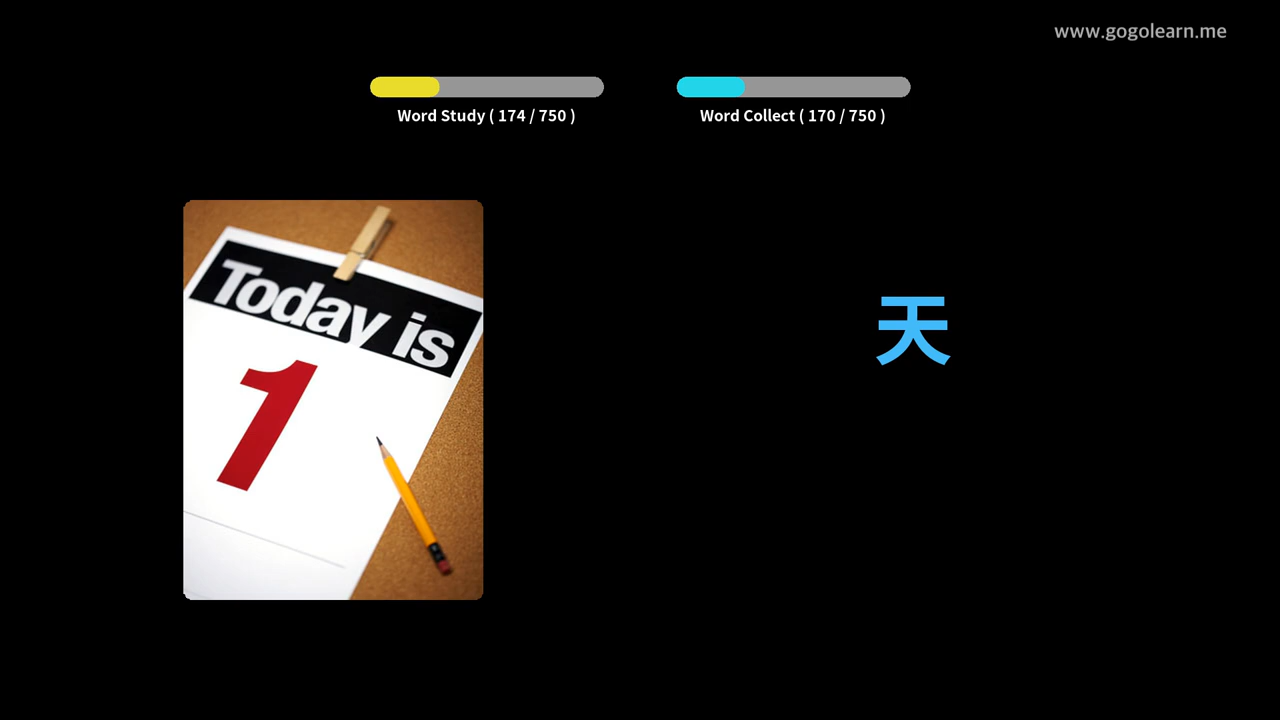 www.gogolearn.me
Word Study ( 174 / 750 )
Word Collect ( 170 / 750 )
Today is
1
天